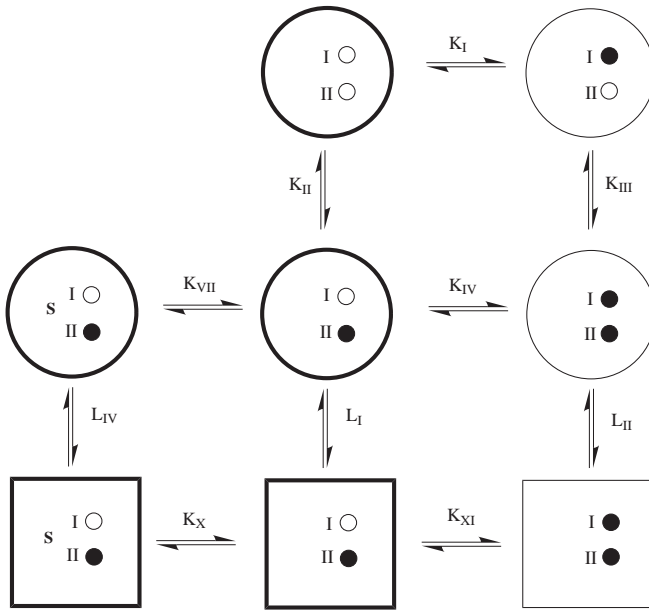 I K_I I
II II
K_II K_III
K_VII I K_IV I
S I II II
II
L_IV L_I L_II
I K_X I K_XI I
S II II II